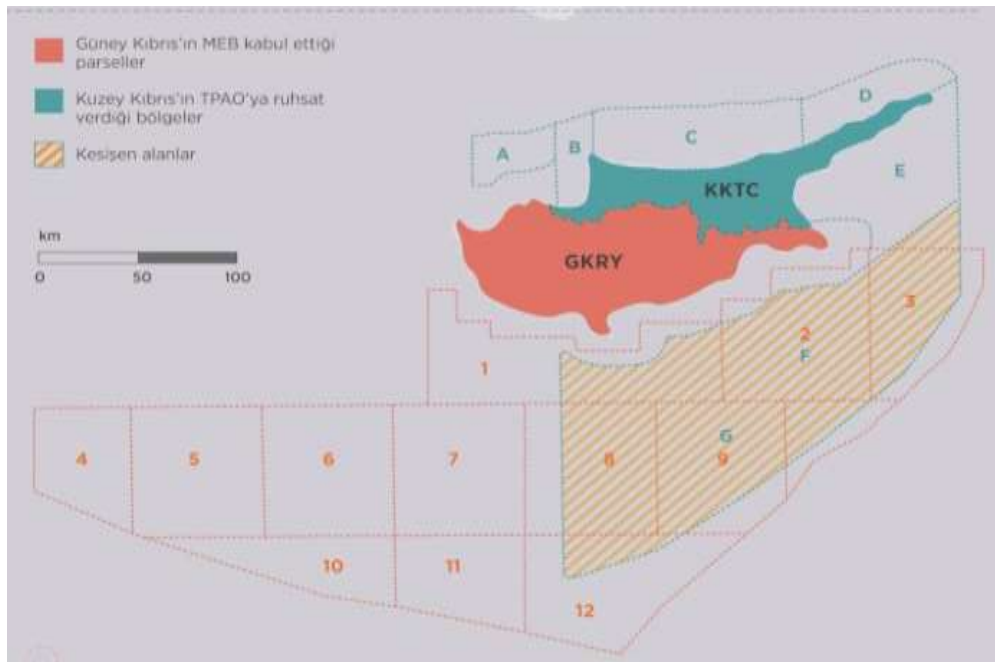 Güney Kıbrıs'ın MEB kabul ettiği
parseller
Kuzey Kıbrıs'ın TPAO'ya ruhsat
verdiği bölgeler
Kesişen alanlar
km
0 50 100
A
B
C
D
E
KKTC
GKRY
3
2
F
1
G
4
5
6
7
8
9
10
11
12